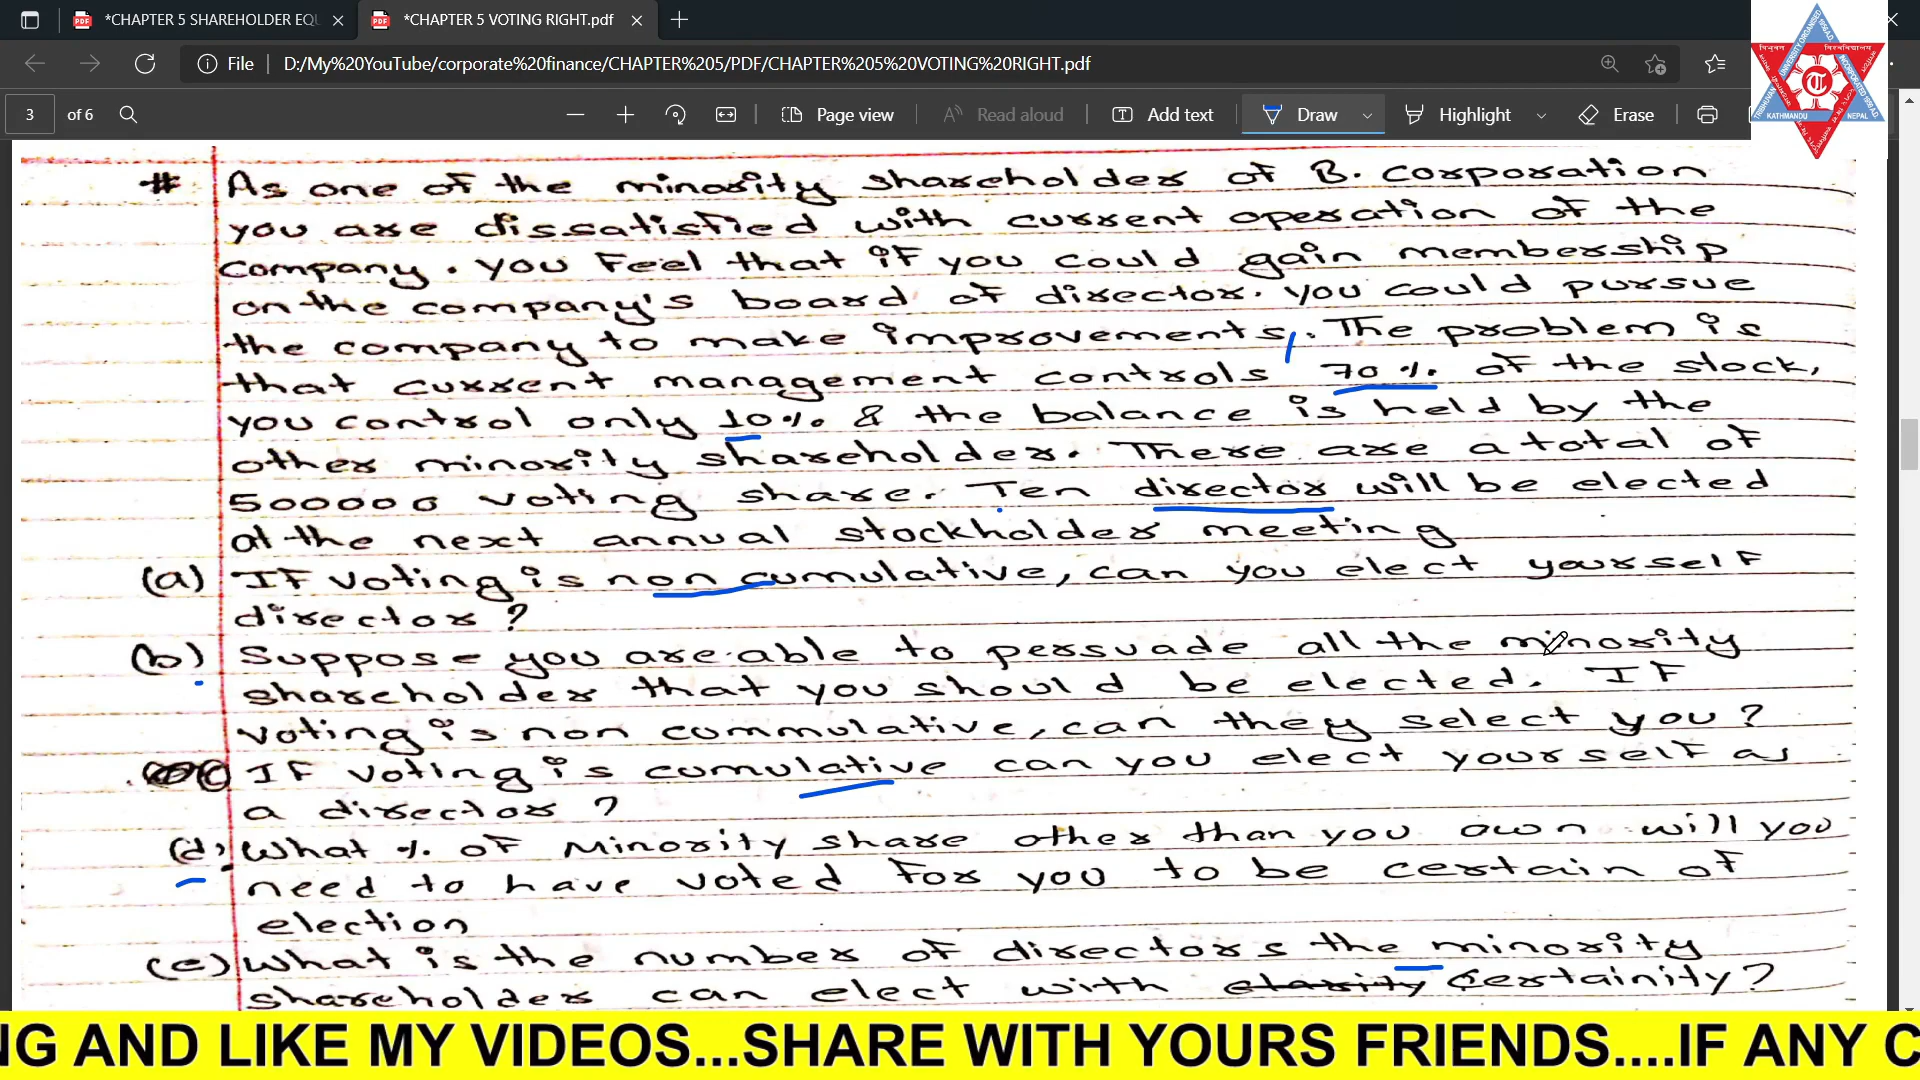 *CHAPTER 5 SHAREHOLDER EQU
*CHAPTER 5 VOTING RIGHT.pdf
File
D:/My%20YouTube/corporate%20finance/CHAPTER%205/PDF/CHAPTER%205%20VOTING%20RIGHT.pdf
3 of 6
Page view
Read aloud
Add text
Draw
Highlight
Erase
KATHMANDU NEPAL
# As one of the minority shareholder of B. corporation
you are dissatisfied with current operation of the
company. you Feel that if you could gain membership
on the company's board of director. you could pursue
the company to make improvements. The problem is
that current management controls 70% of the stock,
you control only 10% & the balance is held by the
other minority shareholder. There are a total of
500000 voting share. Ten director will be elected
at the next annual stockholder meeting
(a) IF voting is non cumulative, can you elect yourself
director?
(b) Suppose you are able to persuade all the minority
shareholder that you should be elected. IF
voting is non commulative, can they select you?
IF voting is cumulative can you elect yourself as
a director?
(d) What % of Minority share other than you own will you
need to have voted For you to be certain of
election
(e) What is the number of directors the minority
shareholder can elect with certainity?
NG AND LIKE MY VIDEOS...SHARE WITH YOURS FRIENDS....IF ANY C